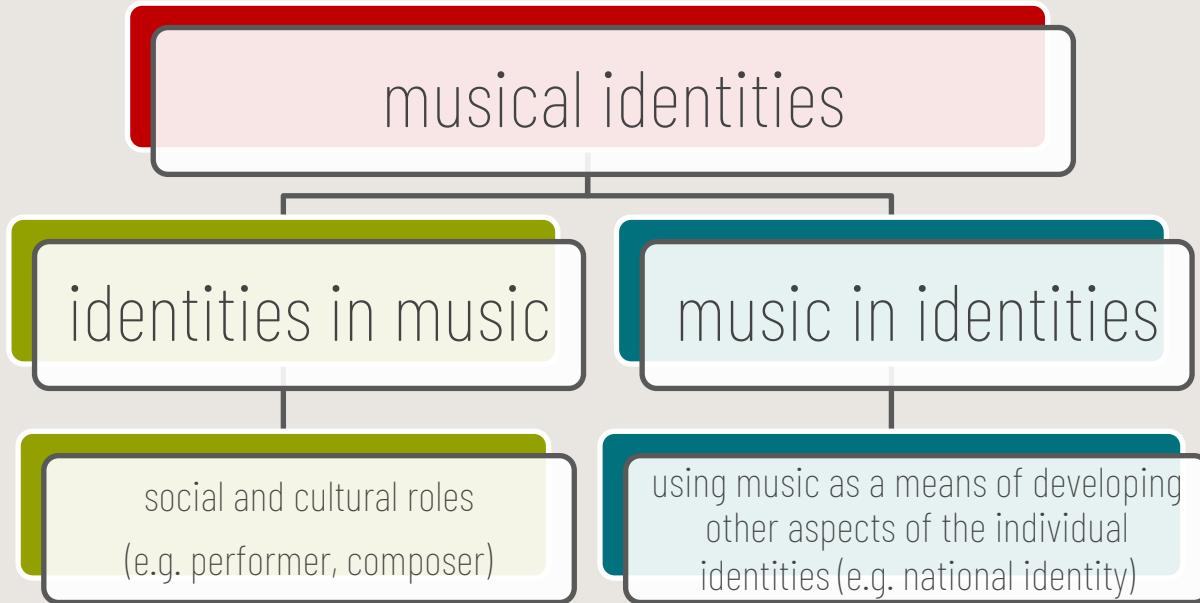 musical identities
identities in music
music in identities
social and cultural roles
(e.g. performer, composer)
using music as a means of developing
other aspects of the individual
identities (e.g. national identity)